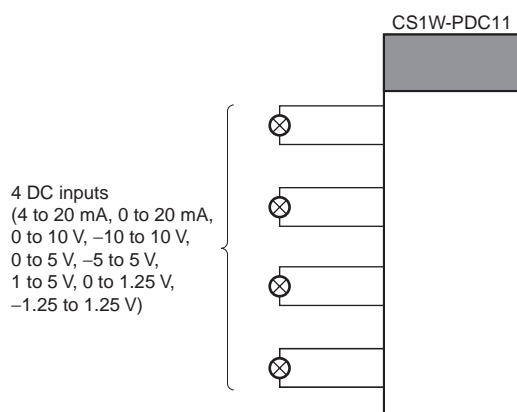 CS1W-PDC11
4 DC inputs
(4 to 20 mA, 0 to 20 mA,
0 to 10 V, −10 to 10 V,
0 to 5 V, −5 to 5 V,
1 to 5 V, 0 to 1.25 V,
−1.25 to 1.25 V)